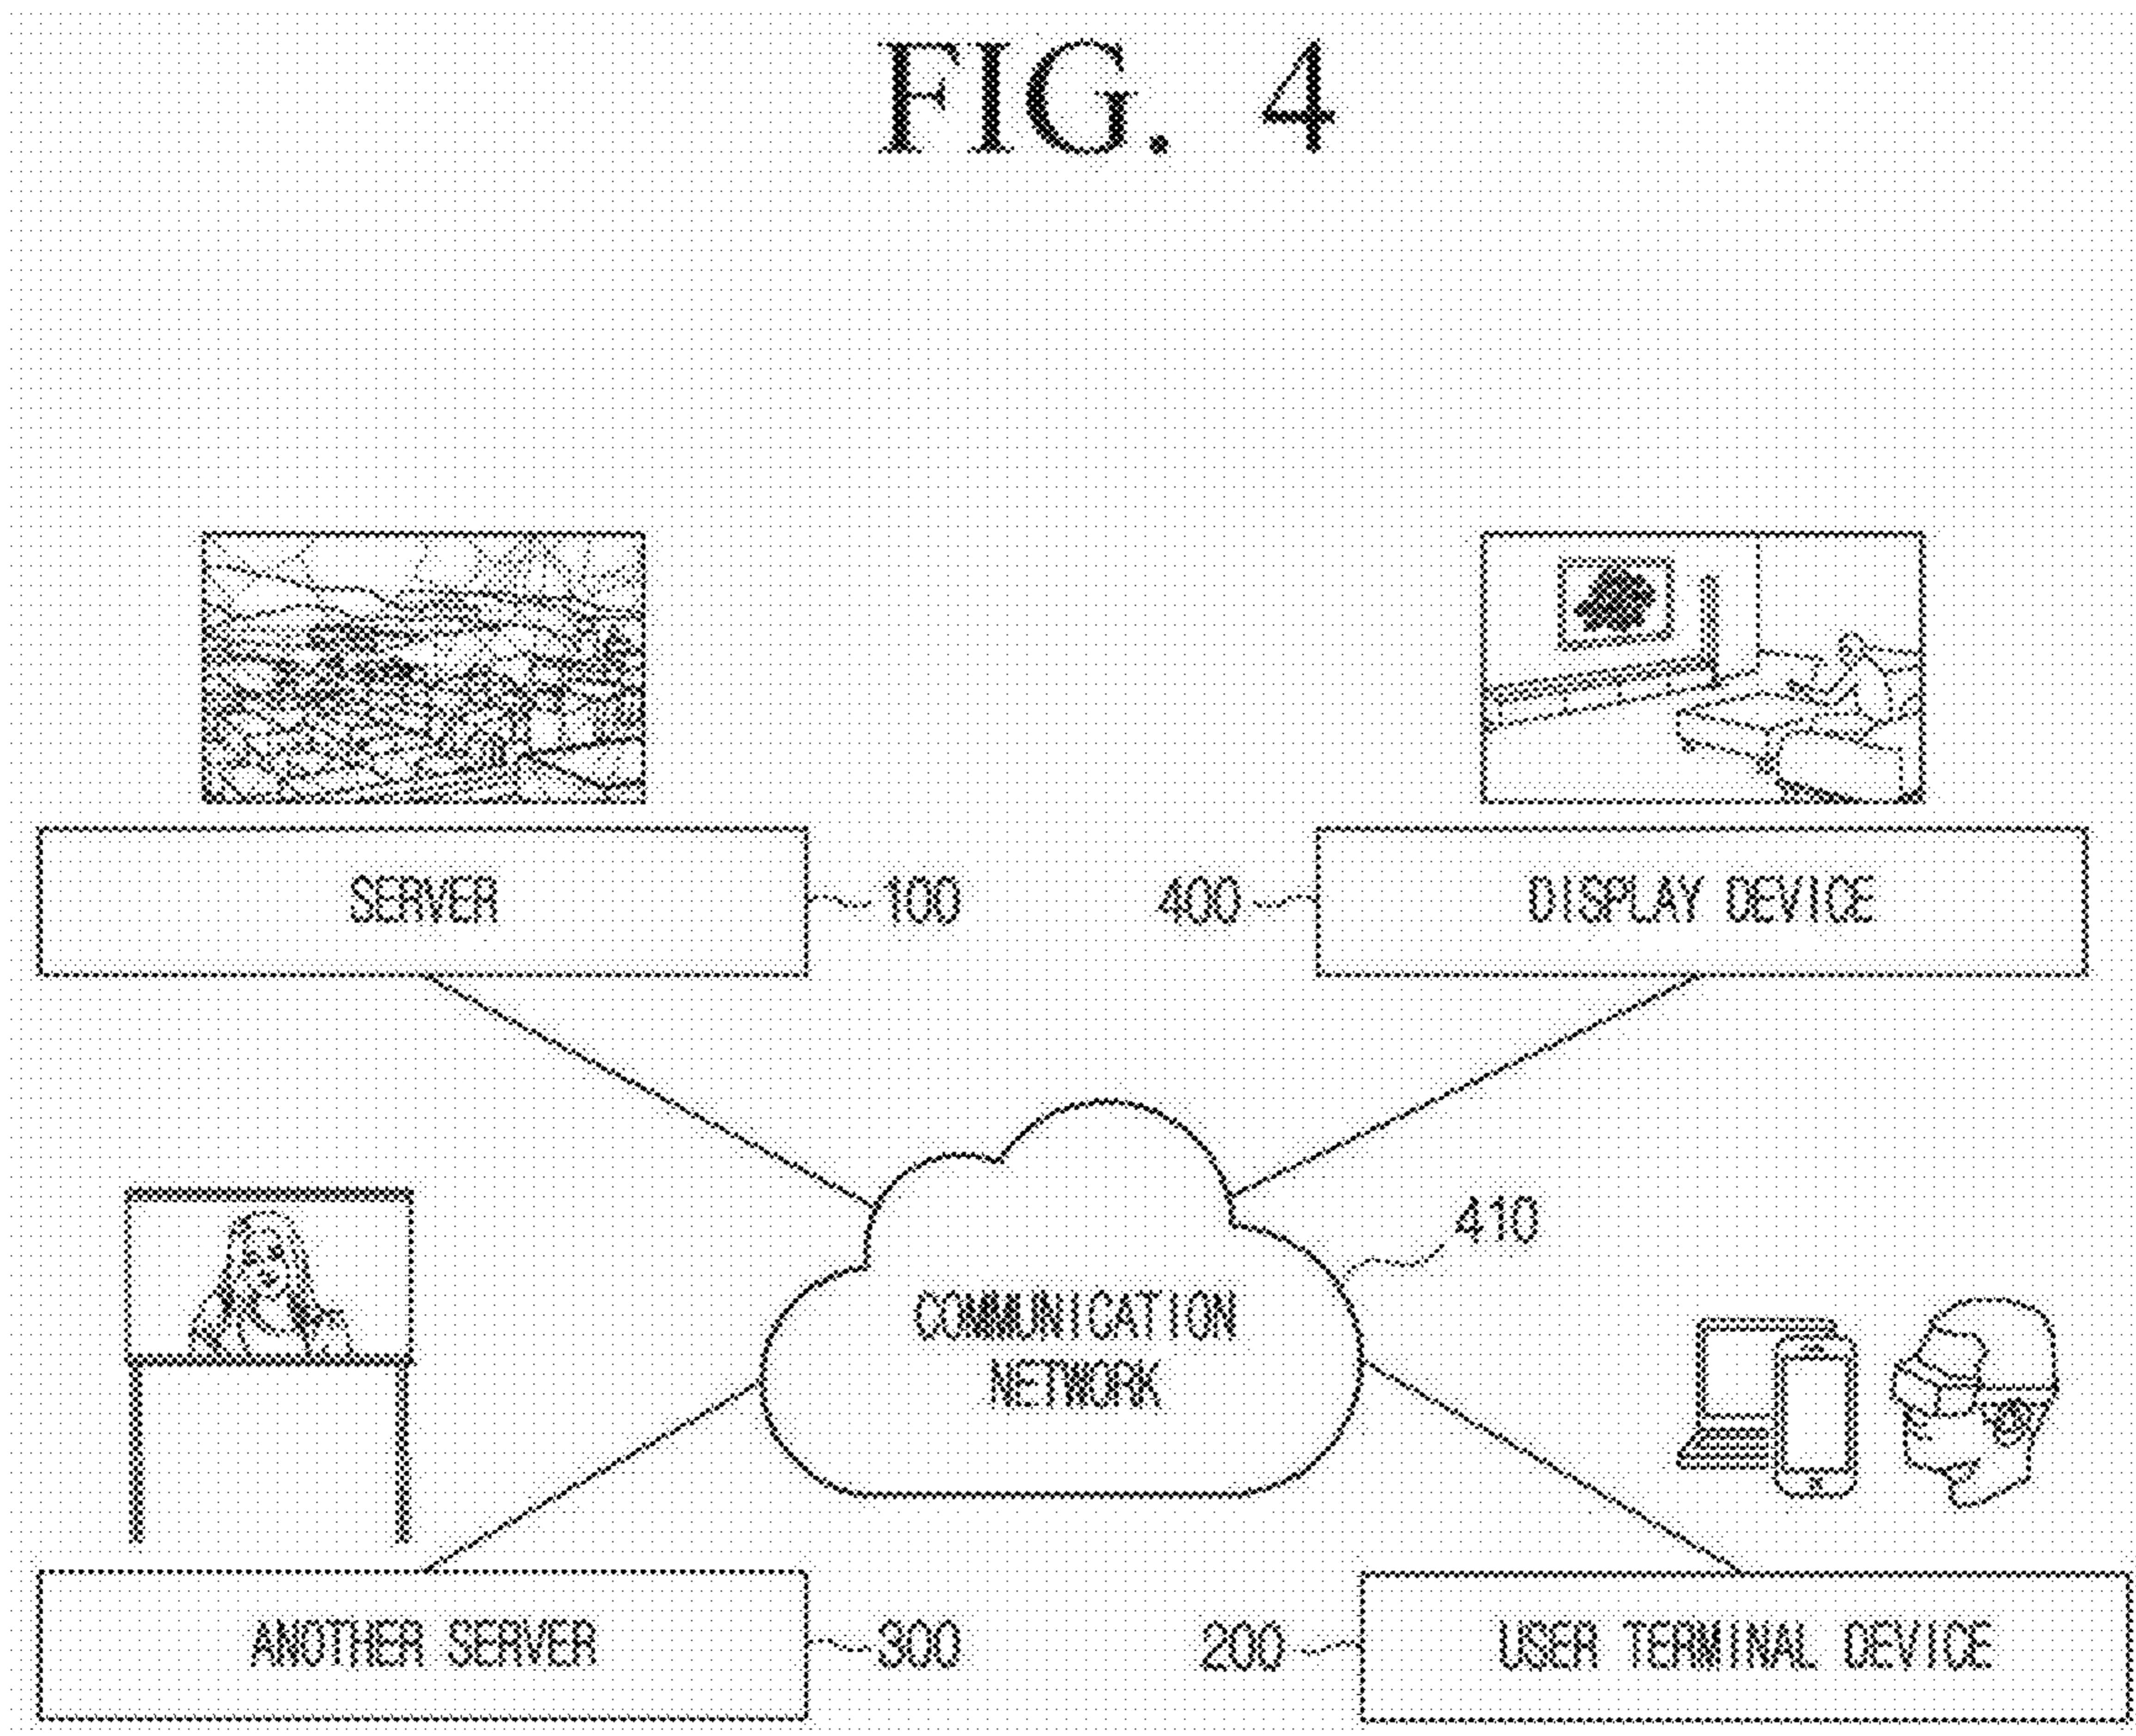 FIG. 4
SERVER
100
400
DISPLAY DEVICE
410
COMMUNICATION
NETWORK
ANOTHER SERVER
300
200
USER TERMINAL DEVICE